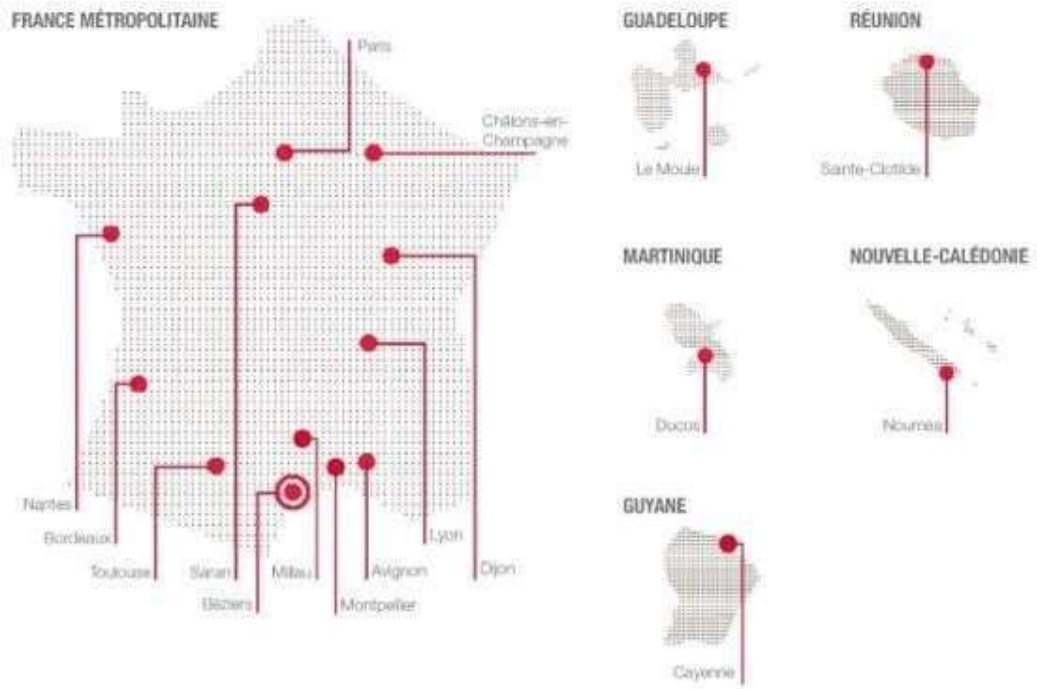 FRANCE MÉTROPOLITAINE
Paris
Châlons-en-
Champagne
Nantes
Bordeaux
Toulouse
Saran
Béziers
Millau
Montpellier
Avignon
Lyon
Dijon
GUADELOUPE
Le Moule
RÉUNION
Sainte-Clotilde
MARTINIQUE
Ducos
NOUVELLE-CALÉDONIE
Nouméa
GUYANE
Cayenne